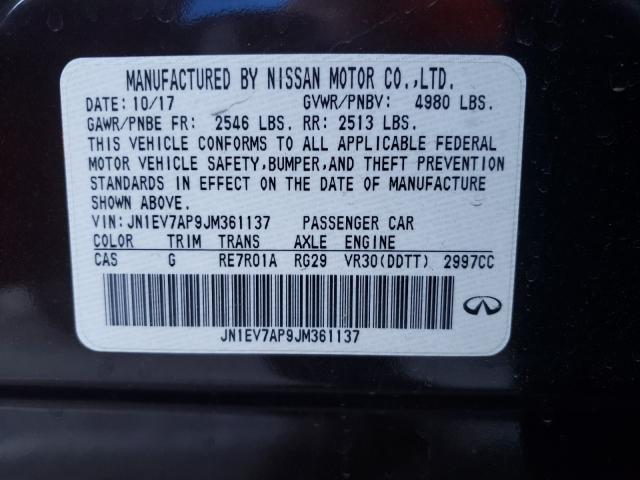 MANUFACTURED BY NISSAN MOTOR CO.,LTD.
DATE: 10/17 GVWR/PNBV: 4980 LBS.
GAWR/PNBE FR: 2546 LBS. RR: 2513 LBS.
THIS VEHICLE CONFORMS TO ALL APPLICABLE FEDERAL
MOTOR VEHICLE SAFETY,BUMPER,AND THEFT PREVENTION
STANDARDS IN EFFECT ON THE DATE OF MANUFACTURE
SHOWN ABOVE.
VIN:JN1EV7AP9JM361137 PASSENGER CAR
COLOR TRIM TRANS AXLE ENGINE
CAS G RE7R01A RG29 VR30(DDTT) 2997CC
JN1EV7AP9JM361137